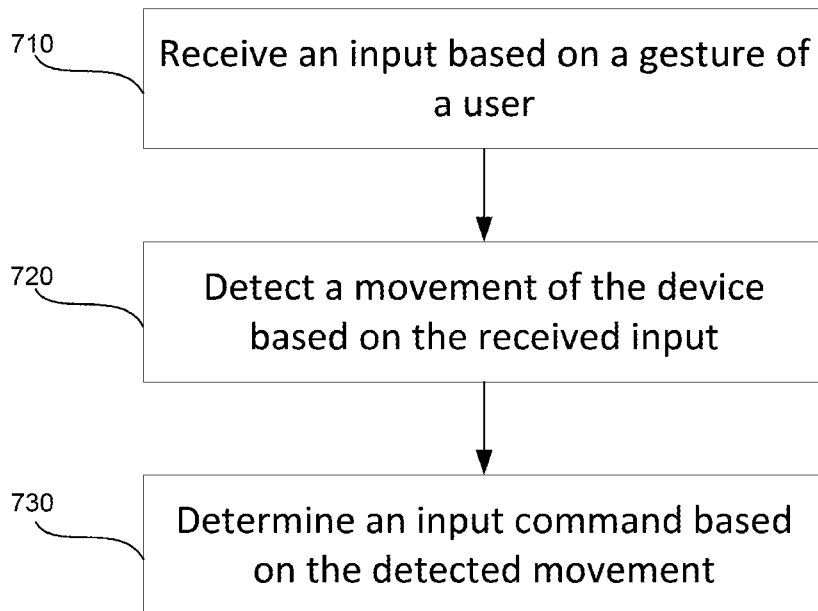 710
Receive an input based on a gesture of
a user
720
Detect a movement of the device
based on the received input
730
Determine an input command based
on the detected movement